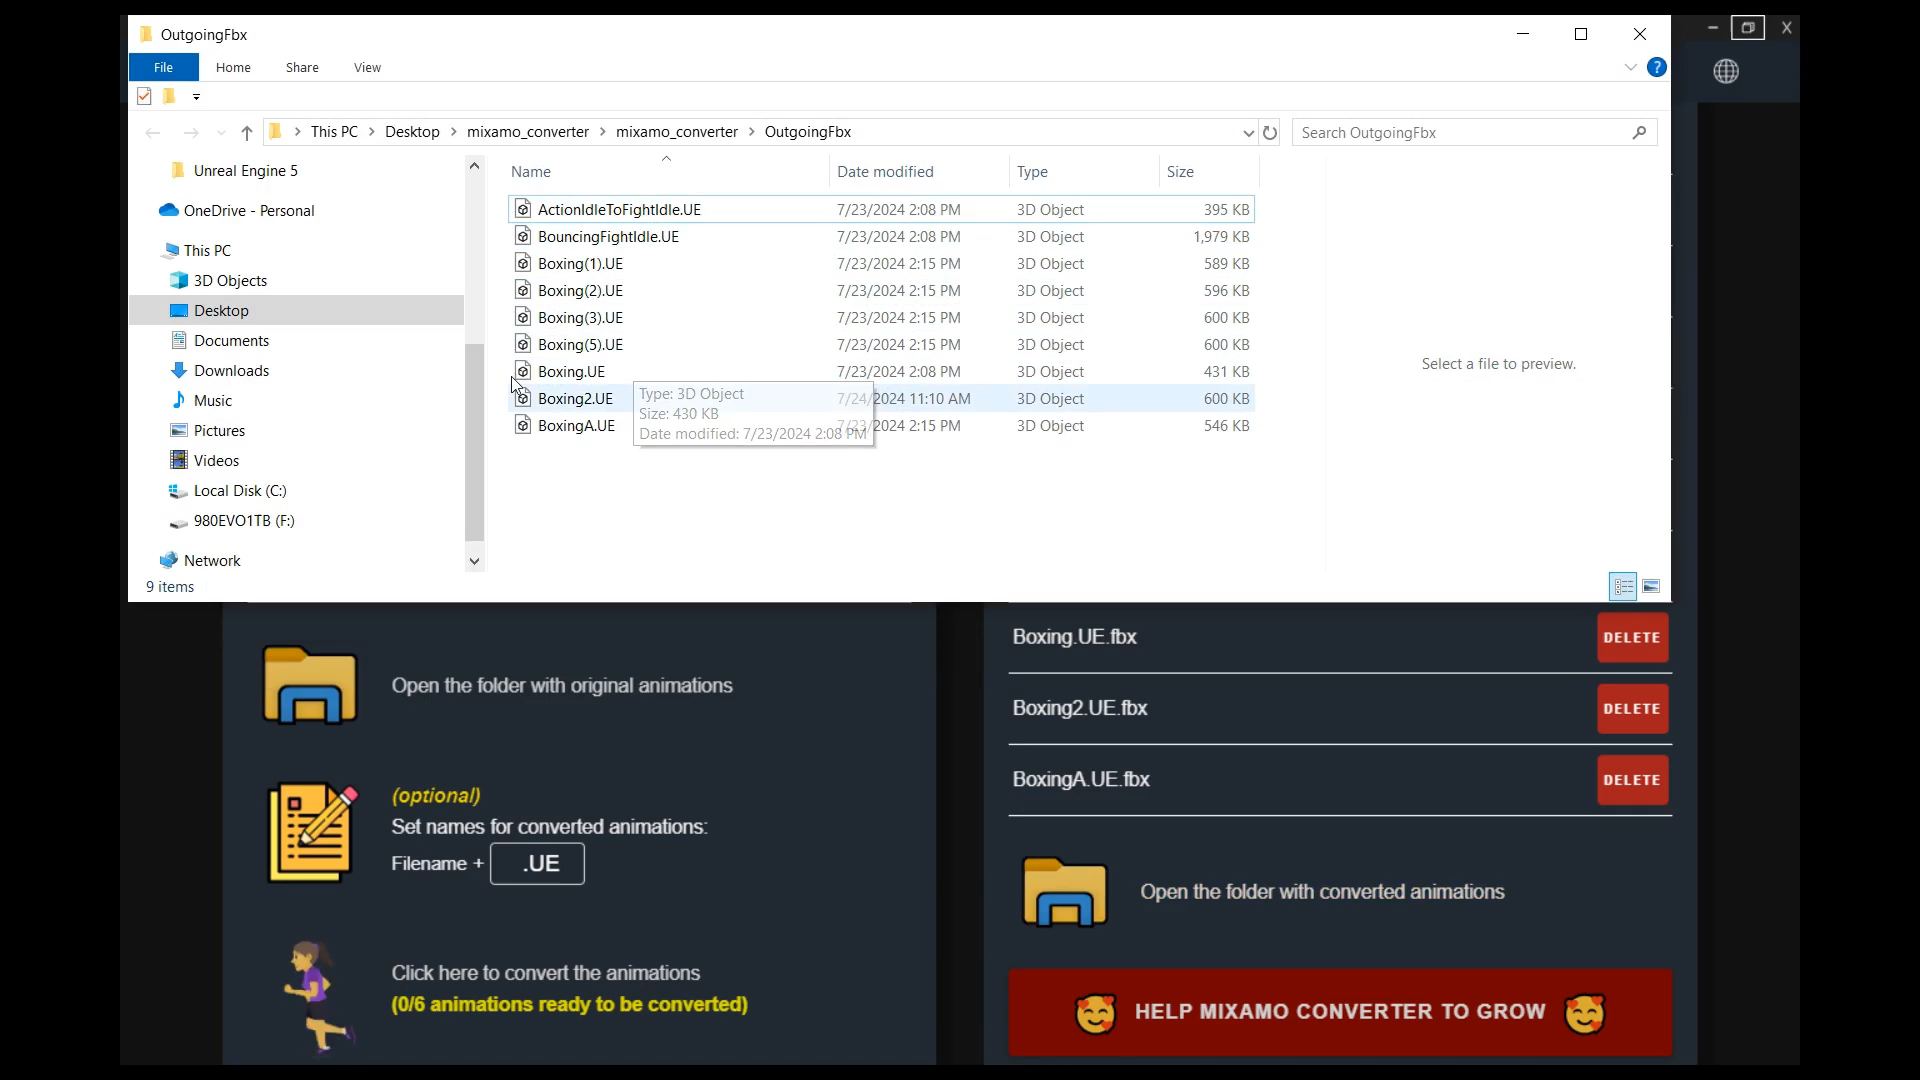 OutgoingFbx
X
File Home Share View
?
This PC Desktop mixamo_converter mixamo_converter OutgoingFbx
Search OutgoingFbx
Unreal Engine 5
OneDrive - Personal
This PC
3D Objects
Desktop
Documents
Downloads
Music
Pictures
Videos
Local Disk (C:)
980EVO1TB (F:)
Network
9 items
Name Date modified Type Size
ActionIdleToFightIdle.UE 7/23/2024 2:08 PM 3D Object 395 KB
BouncingFightIdle.UE 7/23/2024 2:08 PM 3D Object 1,979 KB
Boxing(1).UE 7/23/2024 2:15 PM 3D Object 589 KB
Boxing(2).UE 7/23/2024 2:15 PM 3D Object 596 KB
Boxing(3).UE 7/23/2024 2:15 PM 3D Object 600 KB
Boxing(5).UE 7/23/2024 2:15 PM 3D Object 600 KB
Boxing.UE 7/23/2024 2:08 PM 3D Object 431 KB
Boxing2.UE 7/24/2024 11:10 AM 3D Object 600 KB
BoxingA.UE 7/23/2024 2:15 PM 3D Object 546 KB
Type: 3D Object
Size: 430 KB
Date modified: 7/23/2024 2:08 PM
Select a file to preview.
Open the folder with original animations
(optional)
Set names for converted animations:
Filename + .UE
Click here to convert the animations
(0/6 animations ready to be converted)
Boxing.UE.fbx DELETE
Boxing2.UE.fbx DELETE
BoxingA.UE.fbx DELETE
Open the folder with converted animations
HELP MIXAMO CONVERTER TO GROW